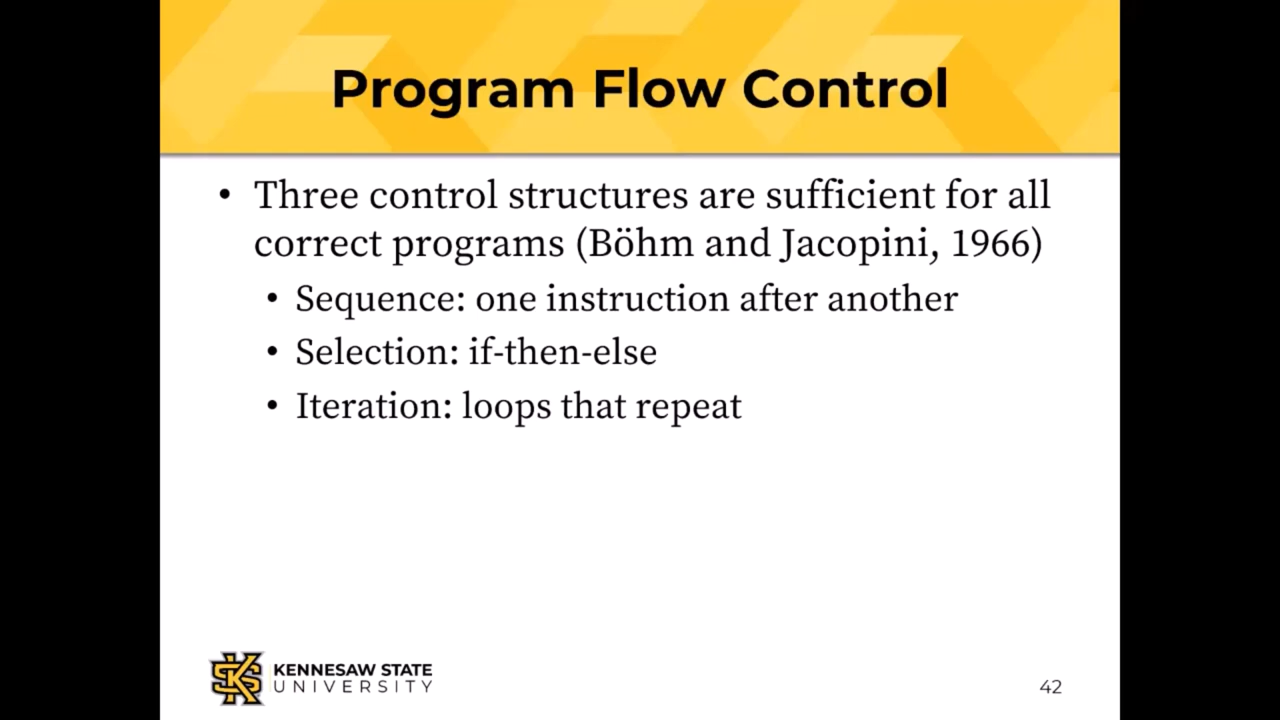 Program Flow Control
• Three control structures are sufficient for all
correct programs (Böhm and Jacopini, 1966)
• Sequence: one instruction after another
• Selection: if-then-else
• Iteration: loops that repeat
KENNESAW STATE
UNIVERSITY
42